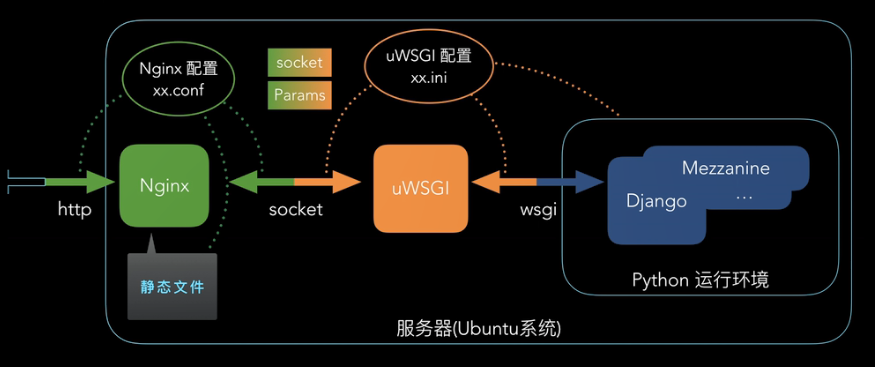 Nginx 配置
xx.conf
socket
Params
uWSGI 配置
xx.ini
http
Nginx
socket
uWSGI
wsgi
Mezzanine
...
Django
静态文件
Python 运行环境
服务器(Ubuntu系统)